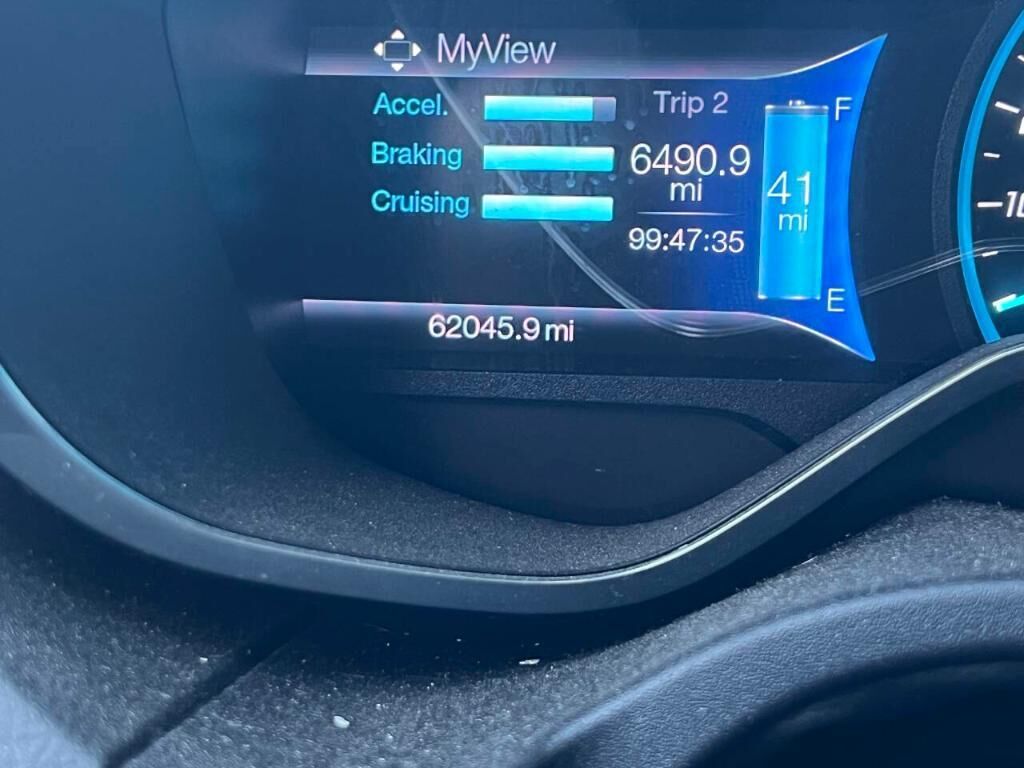 MyView
Accel.
Trip 2
F
Braking
6490.9
mi
41
mi
Cruising
99:47:35
E
62045.9 mi